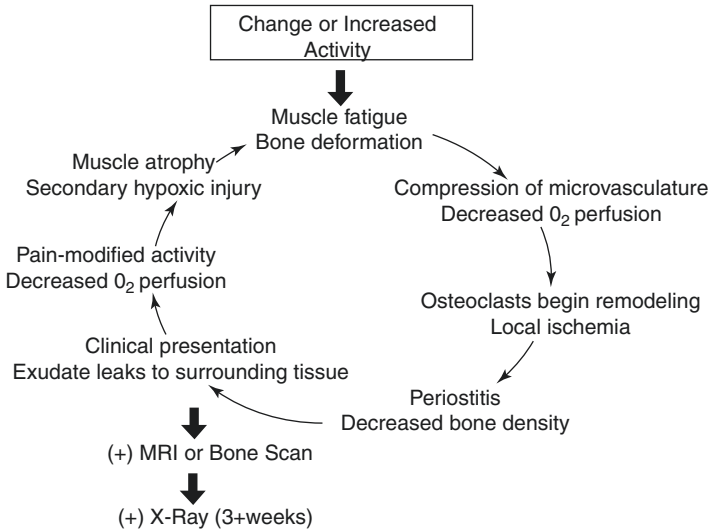 Change or Increased
Activity
Muscle fatigue
Bone deformation
Compression of microvasculature
Decreased 0₂ perfusion
Osteoclasts begin remodeling
Local ischemia
Periostitis
Decreased bone density
Clinical presentation
Exudate leaks to surrounding tissue
(+) MRI or Bone Scan
(+) X-Ray (3+weeks)
Pain-modified activity
Decreased 0₂ perfusion
Muscle atrophy
Secondary hypoxic injury